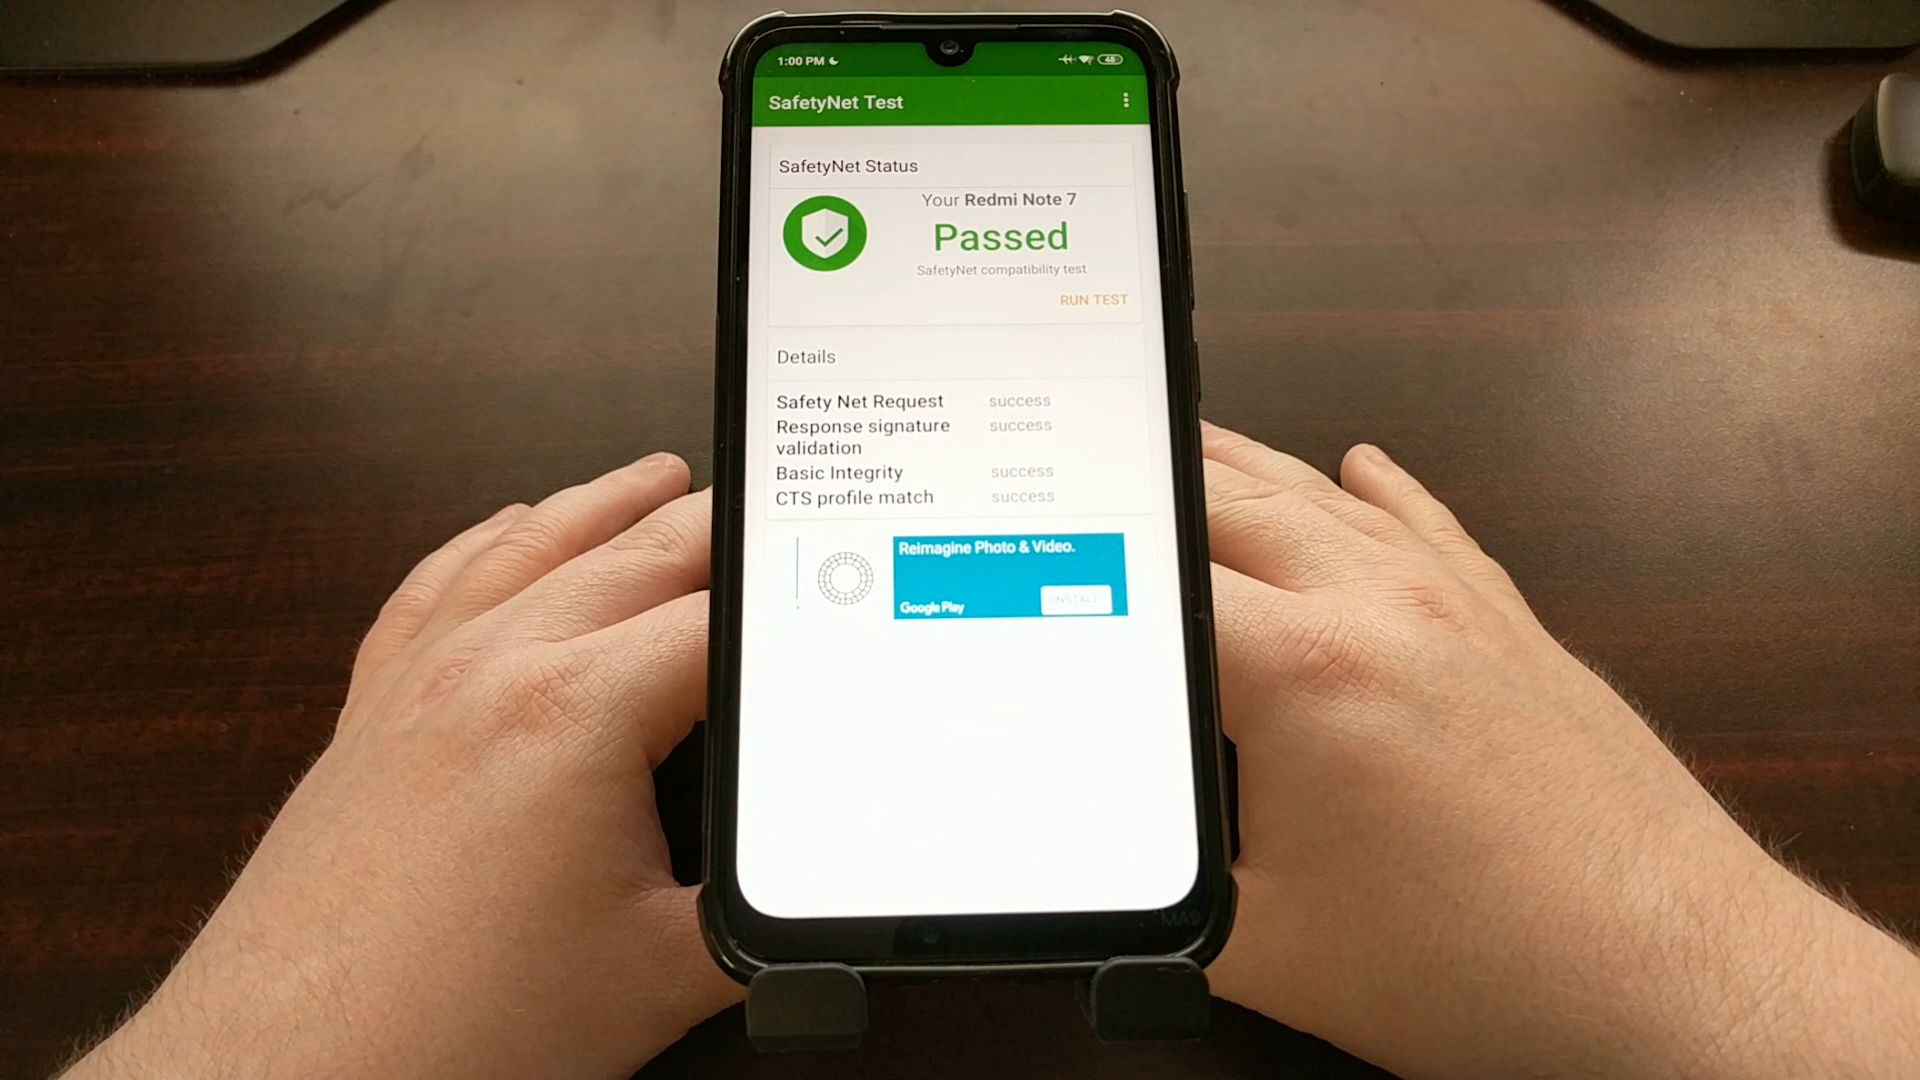 1:00 PM
48
SafetyNet Test
SafetyNet Status
Your Redmi Note 7
Passed
SafetyNet compatibility test
RUN TEST
Details
Safety Net Request success
Response signature success
validation
Basic Integrity success
CTS profile match success
Reimagine Photo & Video.
Google Play
INSTALL